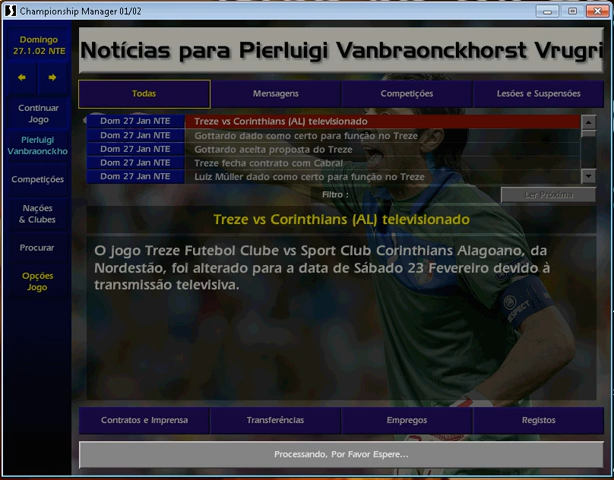 Championship Manager 01/02
Domingo
27.1.02 NTE
Notícias para Pierluigi Vanbraonckhorst Vrugri
Todas
Mensagens
Competições
Lesões e Suspensões
Continuar
Jogo
Pierluigi
Vanbraonckho
Competições
Nações
& Clubes
Procurar
Opções
Jogo
Dom 27 Jan NTE Treze vs Corinthians (AL) televisionado
Dom 27 Jan NTE Gottardo dado como certo para função no Treze
Dom 27 Jan NTE Gottardo aceita proposta do Treze
Dom 27 Jan NTE Treze fecha contrato com Cabral
Dom 27 Jan NTE Luiz Müller dado como certo para função no Treze
Filtro :
Ler Próxima
Treze vs Corinthians (AL) televisionado
O jogo Treze Futebol Clube vs Sport Club Corinthians Alagoano, da
Nordestão, foi alterado para a data de Sábado 23 Fevereiro devido à
transmissão televisiva.
Contratos e Imprensa
Transferências
Empregos
Registos
Processando, Por Favor Espere...